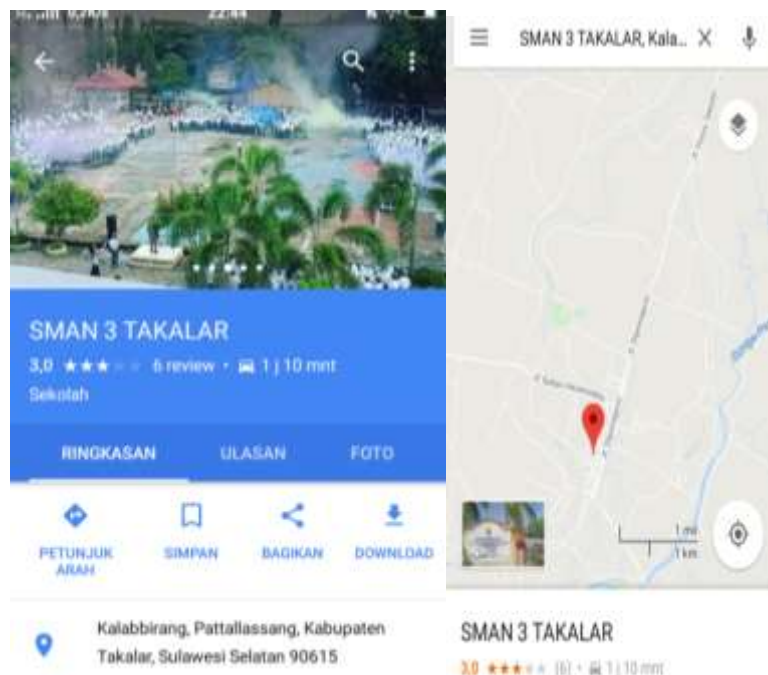 22:44
SMAN 3 TAKALAR
3,0 6 review • 1 j 10 mnt
Sekolah
RINGKASAN ULASAN FOTO
PETUNJUK ARAH SIMPAN BAGIKAN DOWNLOAD
Kalabbirang, Pattallassang, Kabupaten
Takalar, Sulawesi Selatan 90615
SMAN 3 TAKALAR, Kala...
1 mil
1 km
SMAN 3 TAKALAR
3,0 (6) • 1 j 10 mnt